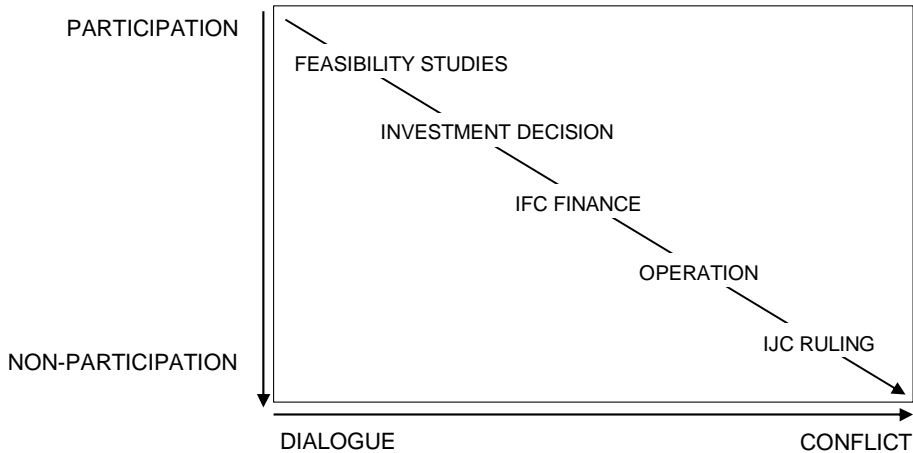 PARTICIPATION
FEASIBILITY STUDIES
INVESTMENT DECISION
IFC FINANCE
OPERATION
IJC RULING
NON-PARTICIPATION
DIALOGUE
CONFLICT